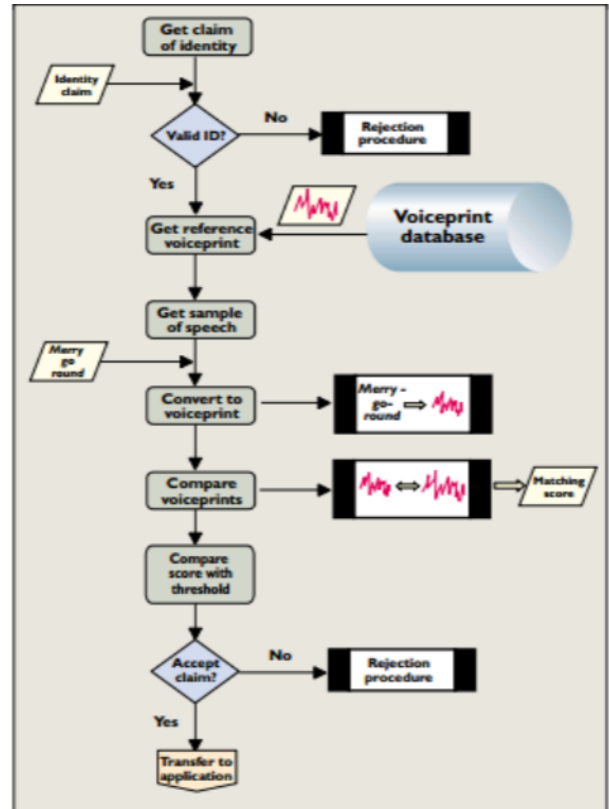 Get claim
of identity
Identity
claim
Valid ID?
No
Rejection
procedure
Yes
Get reference
voiceprint
Voiceprint
database
Get sample
of speech
Merry
go
round
Convert to
voiceprint
Merry -
go-
round
Compare
voiceprints
Matching
score
Compare
score with
threshold
Accept
claim?
No
Rejection
procedure
Yes
Transfer to
application